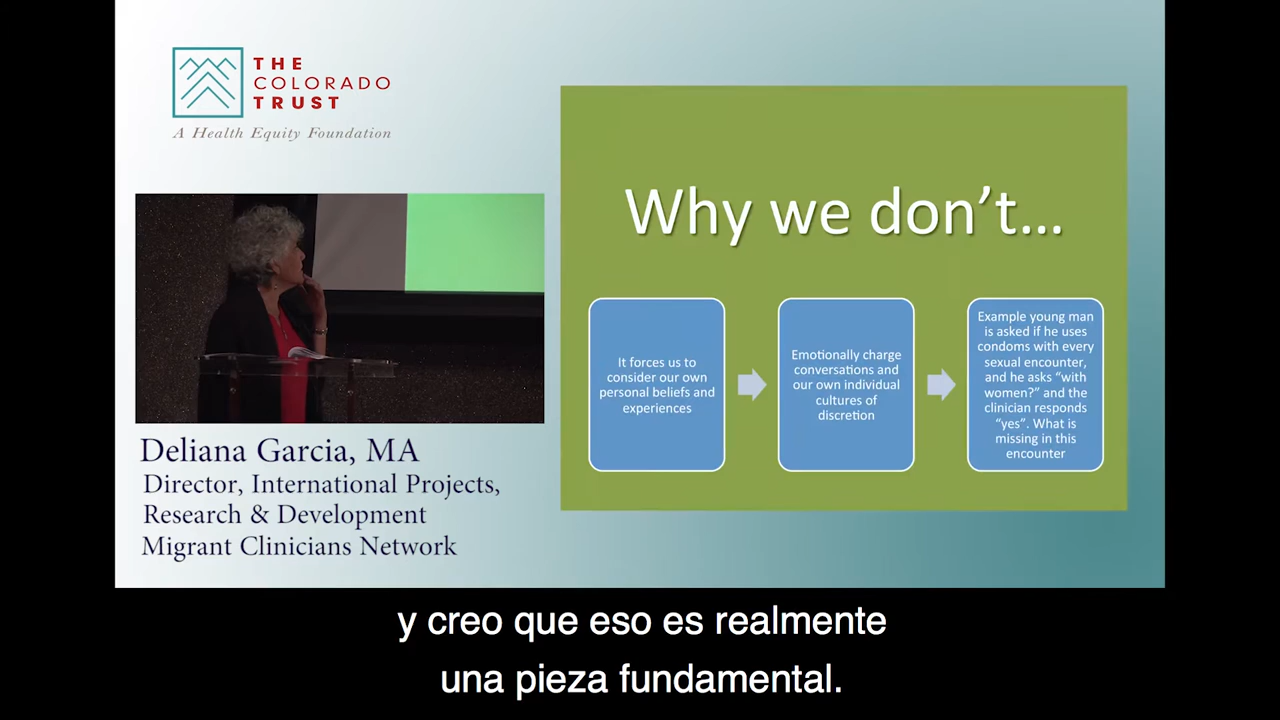 THE
COLORADO
TRUST
A Health Equity Foundation
Deliana Garcia, MA
Director, International Projects,
Research & Development
Migrant Clinicians Network
Why we don’t…
It forces us to
consider our own
personal beliefs and
experiences
Emotionally charge
conversations and
our own individual
cultures of
discretion
Example young man
is asked if he uses
condoms with every
sexual encounter,
and he asks “with
women?” and the
clinician responds
“yes”. What is
missing in this
encounter
y creo que eso es realmente
una pieza fundamental.